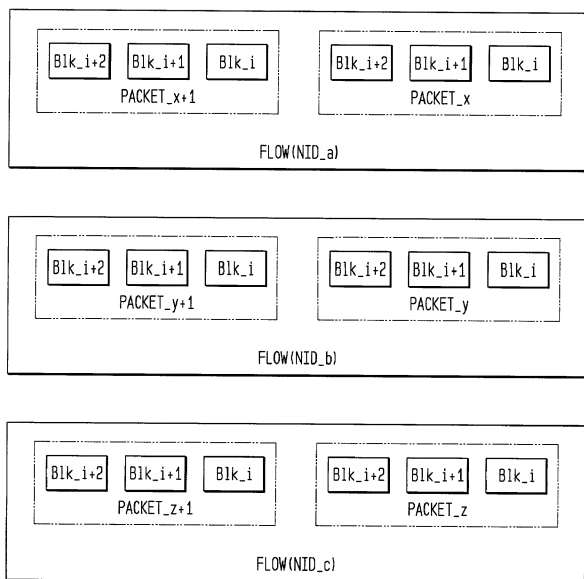 Blk_i+2 Blk_i+1 Blk_i Blk_i+2 Blk_i+1 Blk_i
PACKET_x+1 PACKET_x
FLOW(NID_a)
Blk_i+2 Blk_i+1 Blk_i Blk_i+2 Blk_i+1 Blk_i
PACKET_y+1 PACKET_y
FLOW(NID_b)
Blk_i+2 Blk_i+1 Blk_i Blk_i+2 Blk_i+1 Blk_i
PACKET_z+1 PACKET_z
FLOW(NID_c)